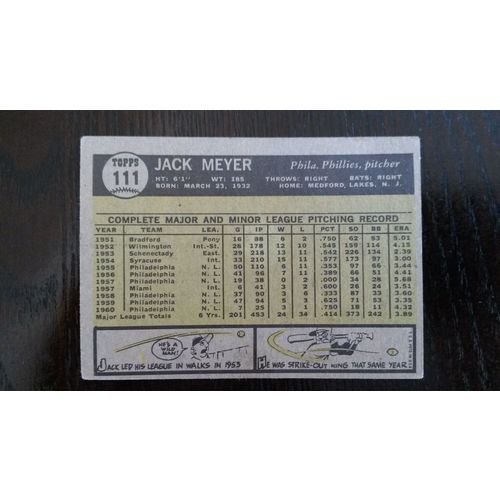 TOPPS
111
JACK MEYER
Phila. Phillies, pitcher
HT: 6'1" WT: 185 THROWS: RIGHT BATS: RIGHT
BORN: MARCH 23, 1932 HOME: MEDFORD, LAKES, N. J.
COMPLETE MAJOR AND MINOR LEAGUE PITCHING RECORD
YEAR TEAM LEA. G IP W L PCT SO BB ERA
1951 Bradford Pony 16 88 6 2 .750 62 53 5.01
1952 Wilmington Int.-St. 28 178 12 10 .545 159 114 4.15
1953 Schenectady East. 29 218 13 11 .542 226 134 2.39
1954 Syracuse Int. 33 210 15 11 .577 173 97 3.00
1955 Philadelphia N. L. 50 110 6 11 .353 97 66 3.44
1956 Philadelphia N. L. 41 96 7 11 .389 66 51 4.41
1957 Philadelphia N. L. 19 38 0 2 .000 34 28 5.73
1957 Miami Int. 6 41 3 2 .600 26 24 3.51
1958 Philadelphia N. L. 37 90 3 6 .333 87 33 3.60
1959 Philadelphia N. L. 47 94 5 3 .625 71 53 3.35
1960 Philadelphia N. L. 7 25 3 1 .750 18 11 4.32
Major League Totals 6 Yrs. 201 453 24 34 .414 373 242 3.89
HE'S A
WILD
MAN!
JACK LED HIS LEAGUE IN WALKS IN 1953
HE WAS STRIKE-OUT KING THAT SAME YEAR